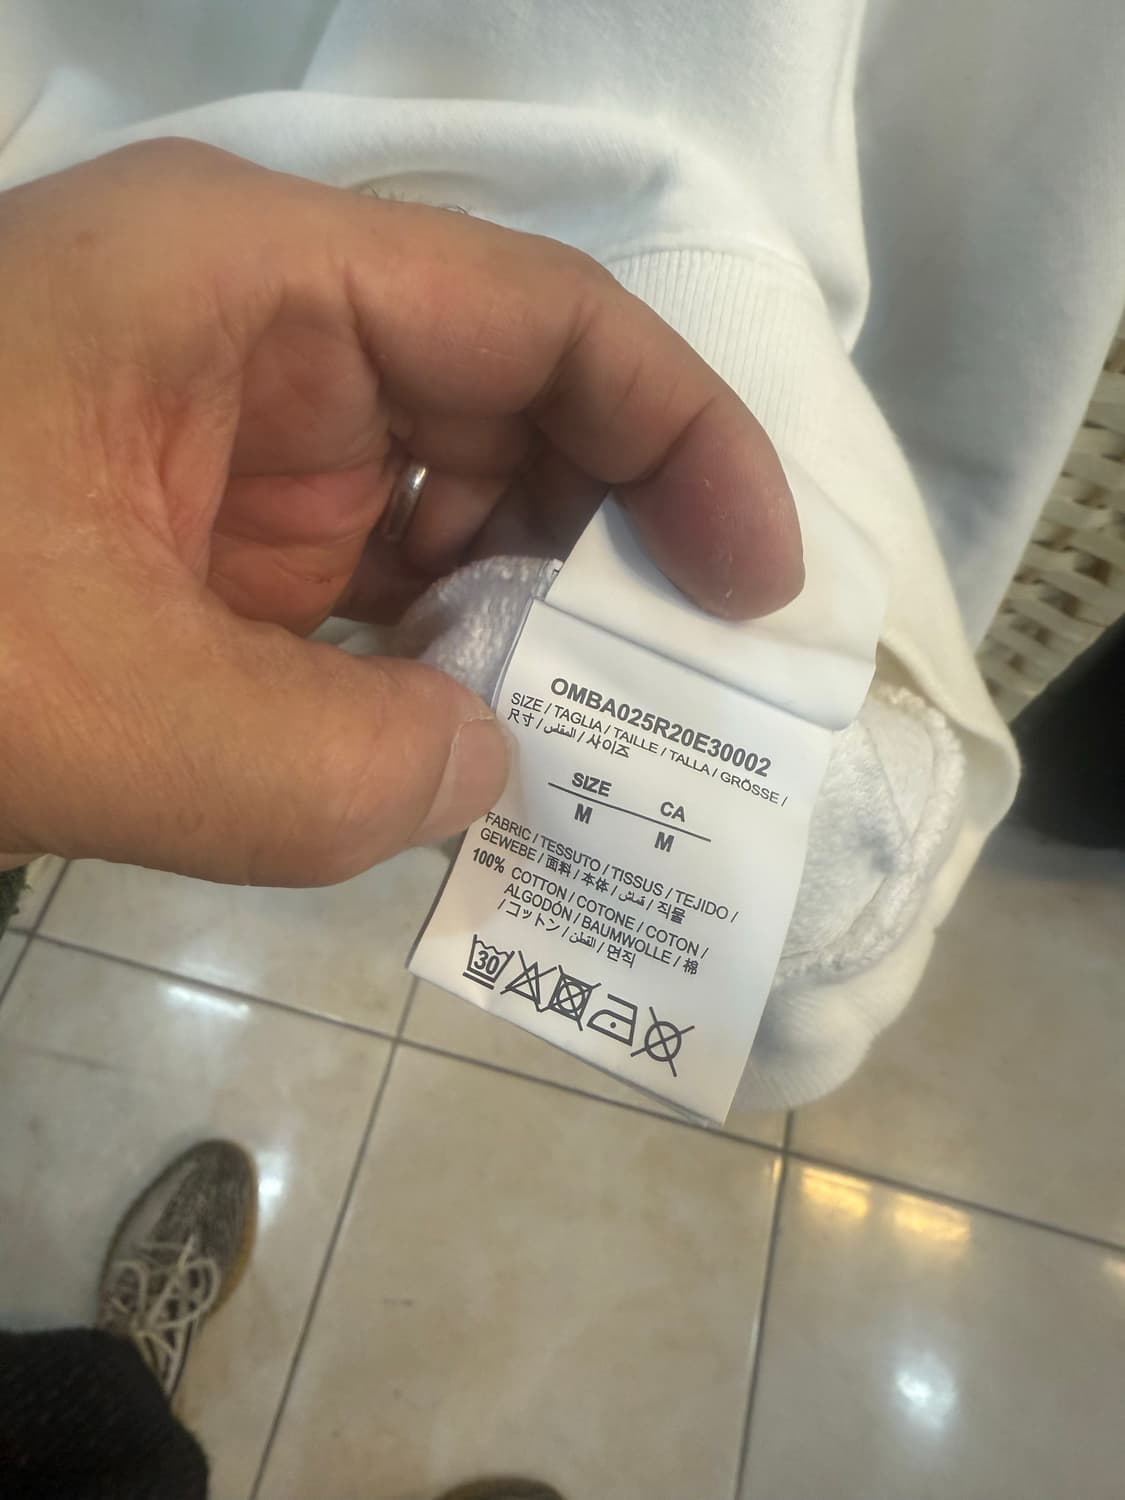 OMBA025R20E30002
SIZE / TAGLIA / TAILLE / TALLA / GRÖSSE /
尺寸 / المقلس / 사이즈
SIZE CA
M M
FABRIC / TESSUTO / TISSUS / TEJIDO /
GEWEBE / 面料 / 本体 / قماش / 직물
100% COTTON / COTONE / COTON /
ALGODÓN / BAUMWOLLE / 棉
/ コットン / القطن / 면직
30